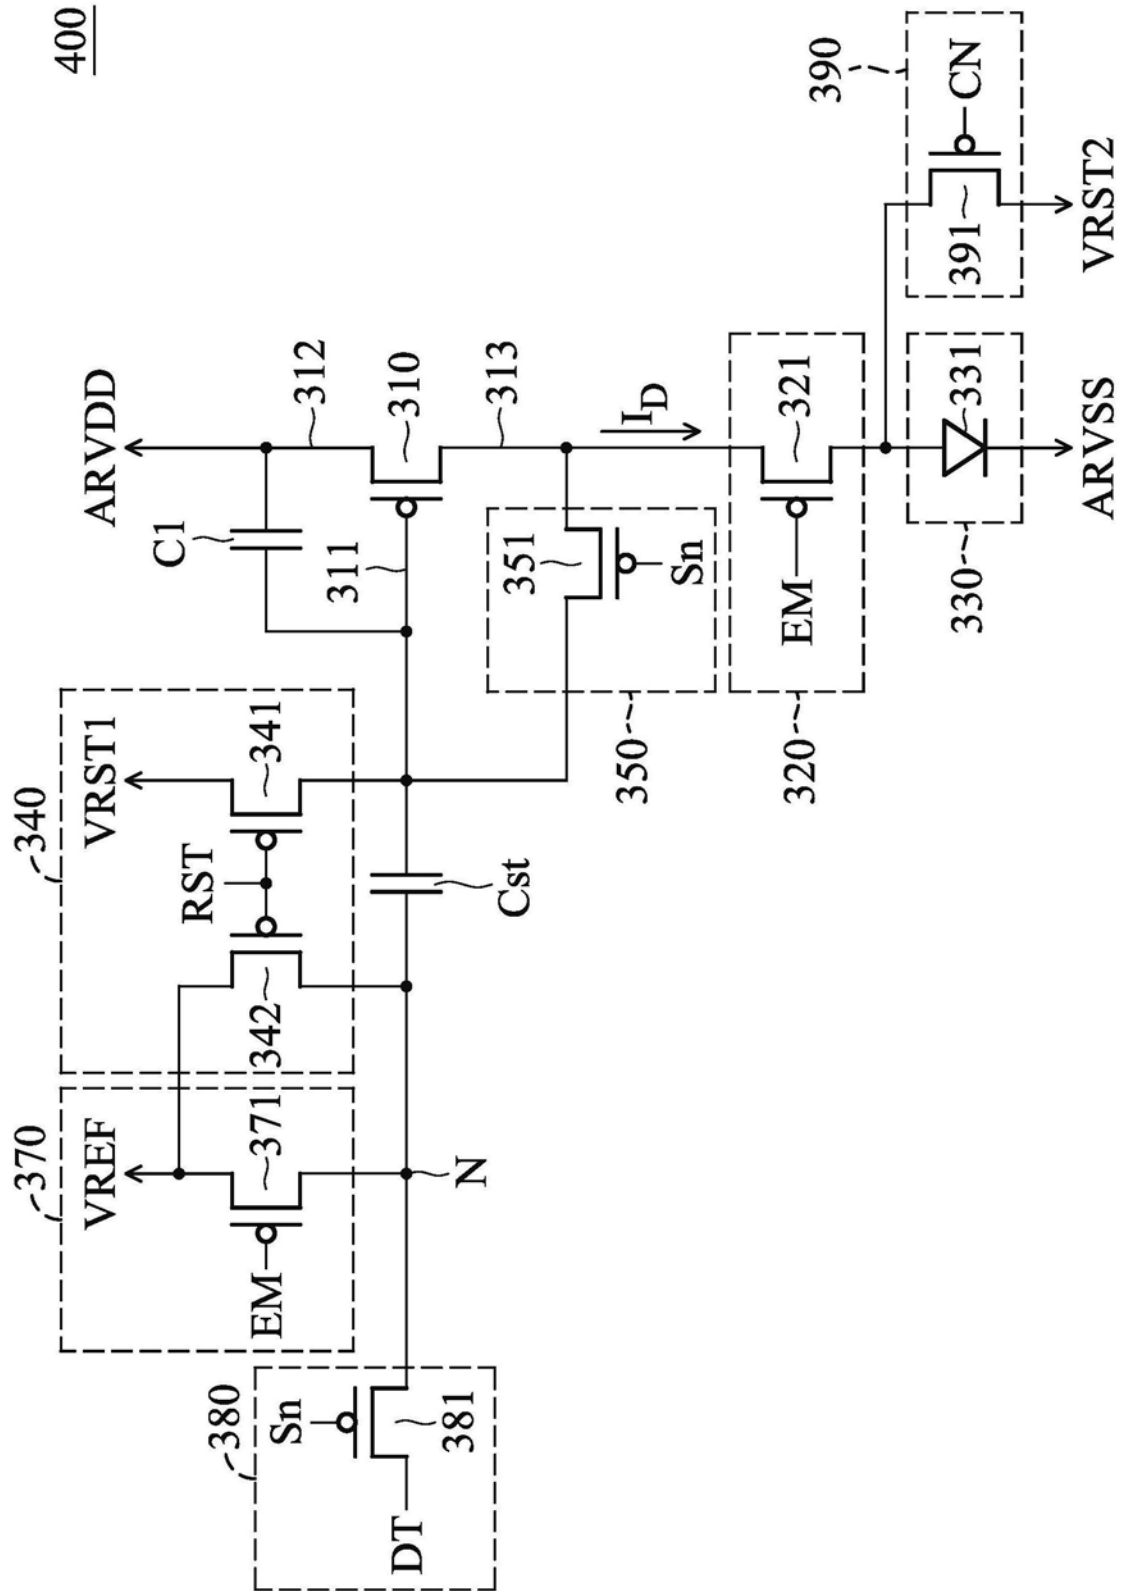 400
ARVDD
C1
312
310
311
313
I_D
340
VRST1
341
RST
342
Cst
370
VREF
371
EM
N
380
Sn
381
DT
351
Sn
350
321
EM
320
331
330
ARVSS
390
CN
391
VRST2